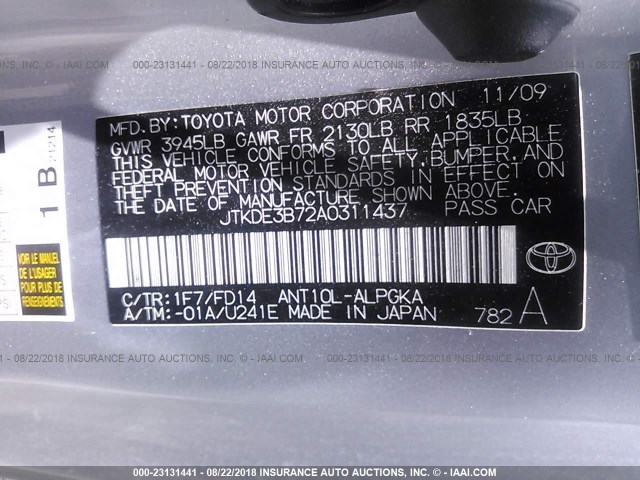 000-23131441 - 08/22/2018 INSURANCE AUTO AUCTIONS, INC. - IAAI.COM
MFD. BY: TOYOTA MOTOR CORPORATION 11/09
GVWR 3945LB GAWR FR 2130LB RR 1835LB
THIS VEHICLE CONFORMS TO ALL APPLICABLE
FEDERAL MOTOR VEHICLE SAFETY, BUMPER, AND
THEFT PREVENTION STANDARDS IN EFFECT ON
THE DATE OF MANUFACTURE SHOWN ABOVE.
JTKDE3B72A0311437 PASS CAR
C/TR: 1F7/FD14 ANT10L-ALPGKA
A/TM: -01A/U241E MADE IN JAPAN 782 A
1 B 21214
VOIR LE MANUEL
DE L'USAGER
POUR PLUS DE
RENSEIGNEMENTS
000-23131441 - 08/22/2018 INSURANCE AUTO AUCTIONS, INC. - IAAI.COM
000-23131441 - 08/22/2018 INSURANCE AUTO AUCTIONS, INC. - IAAI.COM